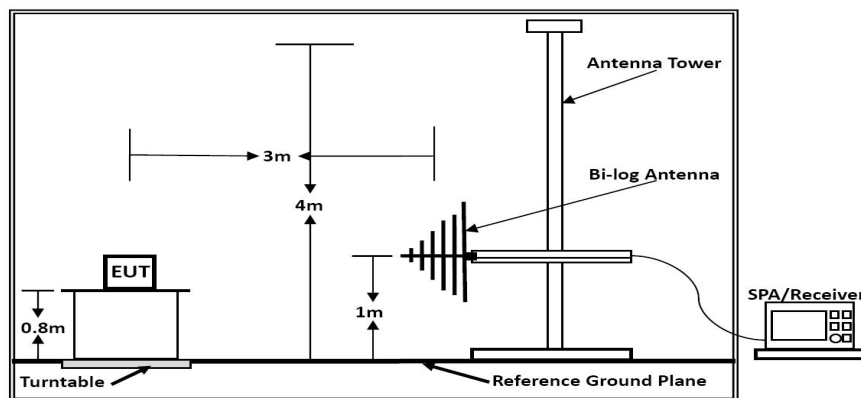 Antenna Tower
3m
Bi-log Antenna
4m
EUT
SPA/Receiver
0.8m
1m
Turntable
Reference Ground Plane